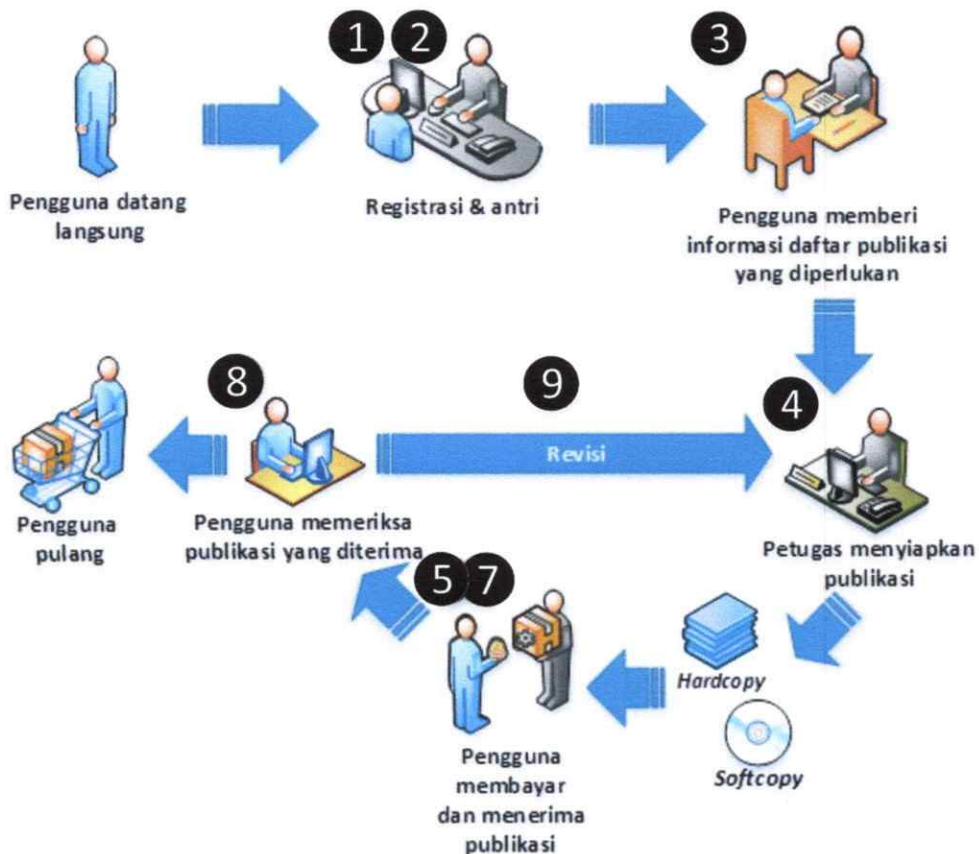 1 2
3
Pengguna datang
langsung
Registrasi & antri
Pengguna memberi
informasi daftar publikasi
yang diperlukan
8
9
4
Revisi
Pengguna
pulang
Pengguna memeriksa
publikasi yang diterima
Petugas menyiapkan
publikasi
5 7
Hardcopy
Softcopy
Pengguna
membayar
dan menerima
publikasi